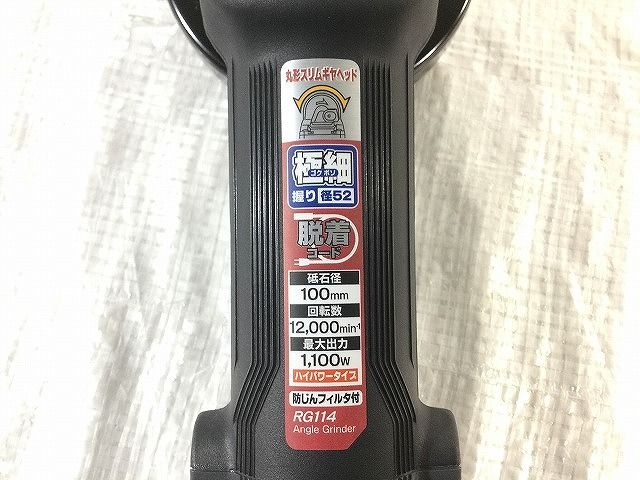 丸形スリムギヤヘッド
極細
ゴクボソ
握り 径52
脱着
コード
砥石径
100mm
回転数
12,000min⁻¹
最大出力
1,100W
ハイパワータイプ
防じんフィルタ付
RG114
Angle Grinder